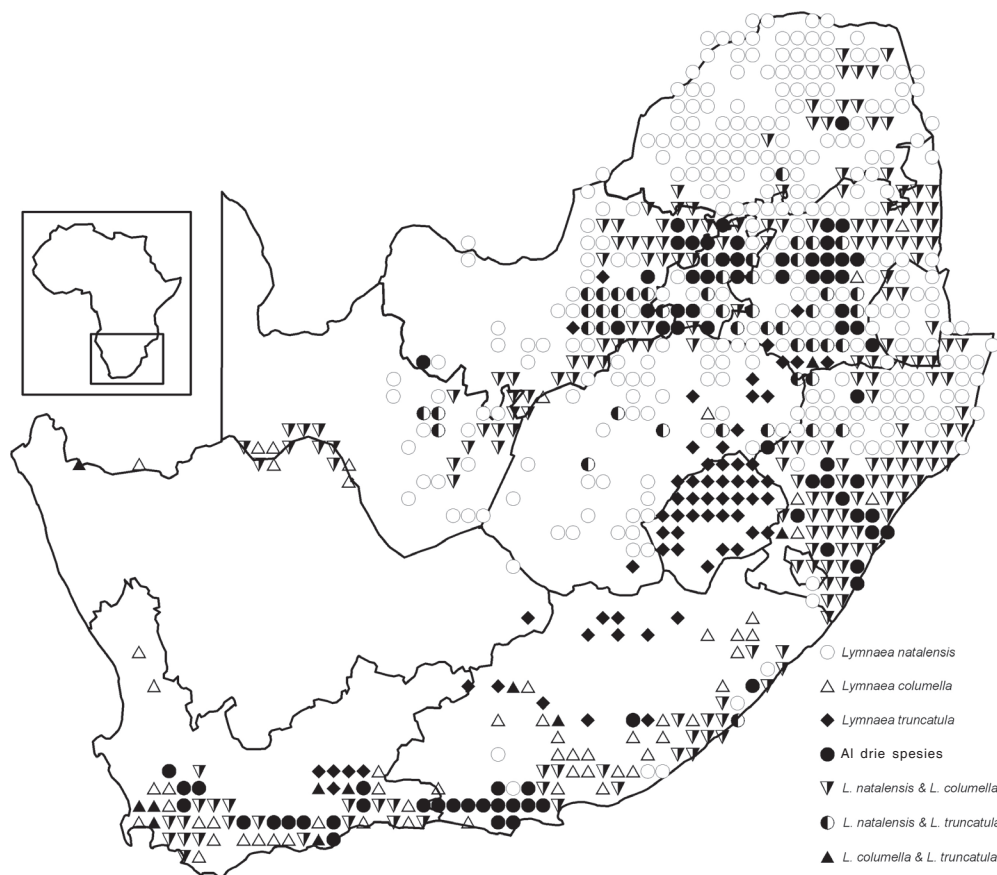 Lymnaea natalensis
Lymnaea columella
Lymnaea truncatula
Al drie spesies
L. natalensis & L. columella
L. natalensis & L. truncatula
L. columella & L. truncatula